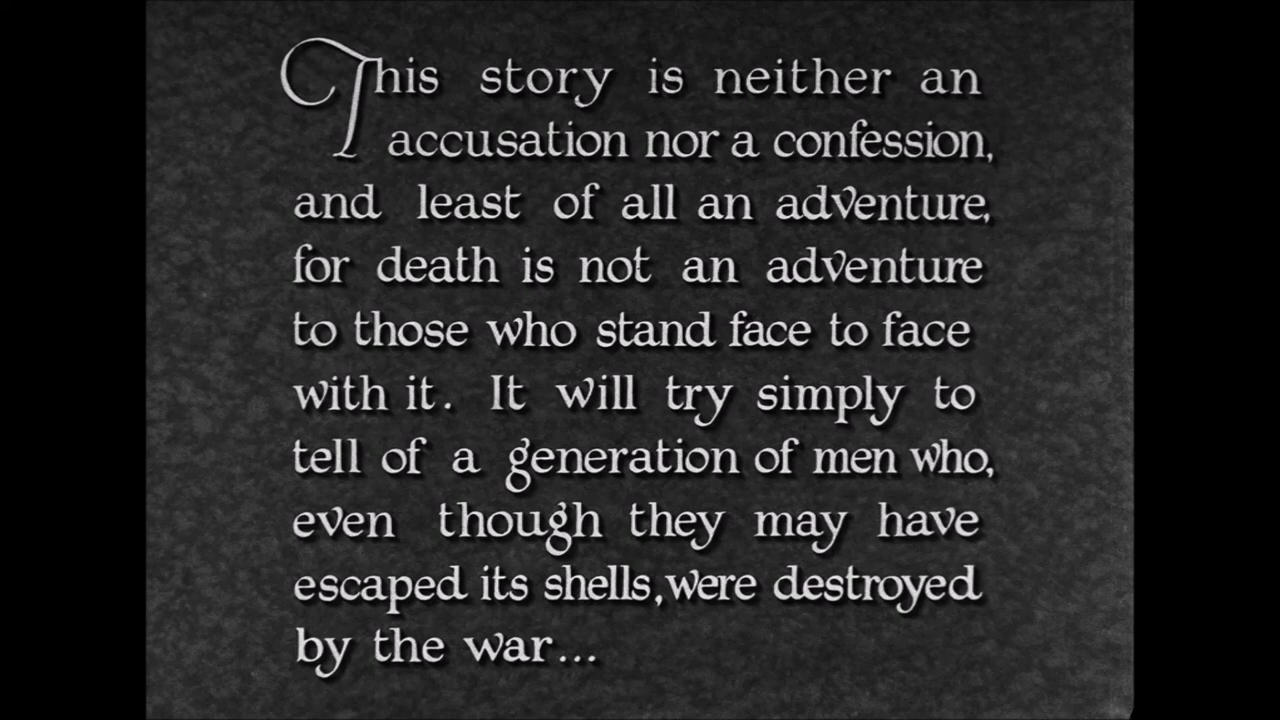 This story is neither an
accusation nor a confession,
and least of all an adventure,
for death is not an adventure
to those who stand face to face
with it. It will try simply to
tell of a generation of men who,
even though they may have
escaped its shells, were destroyed
by the war...